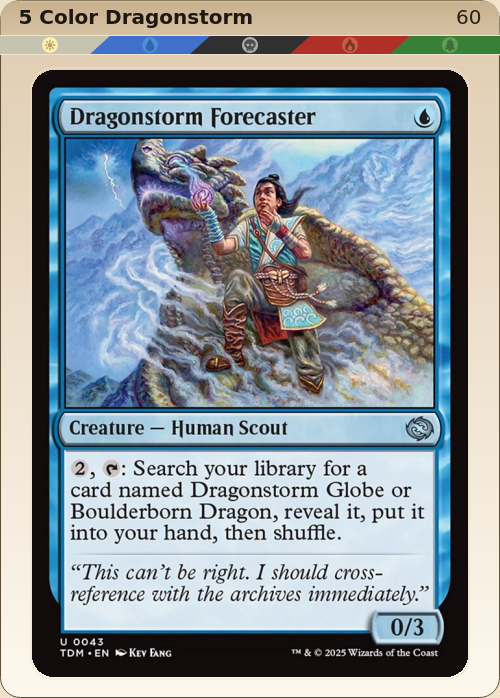 5 Color Dragonstorm 60
Dragonstorm Forecaster
Creature — Human Scout
2, : Search your library for a
card named Dragonstorm Globe or
Boulderborn Dragon, reveal it, put it
into your hand, then shuffle.
“This can’t be right. I should cross-
reference with the archives immediately.”
0/3
U 0043
TDM • EN Key Fang
™ & © 2025 Wizards of the Coast